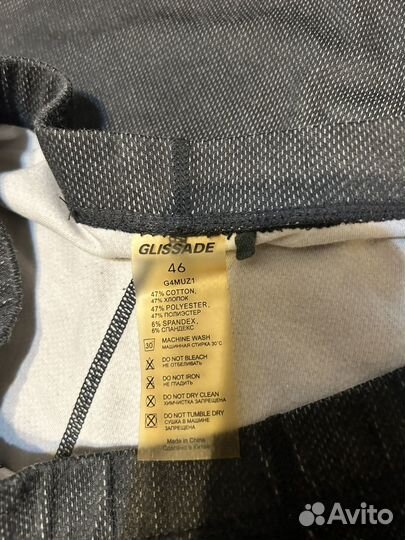 GLISSADE
46
G4MUZ1
47% COTTON,
47% ХЛОПОК
47% POLYESTER,
47% ПОЛИЭСТЕР
6% SPANDEX,
6% СПАНДЕКС
30 MACHINE WASH
МАШИННАЯ СТИРКА 30°C
DO NOT BLEACH
НЕ ОТБЕЛИВАТЬ
DO NOT IRON
НЕ ГЛАДИТЬ
DO NOT DRY CLEAN
ХИМЧИСТКА ЗАПРЕЩЕНА
DO NOT TUMBLE DRY
СУШКА В МАШИНЕ
ЗАПРЕЩЕНА
Made in China
Сделано в Китае
Avito